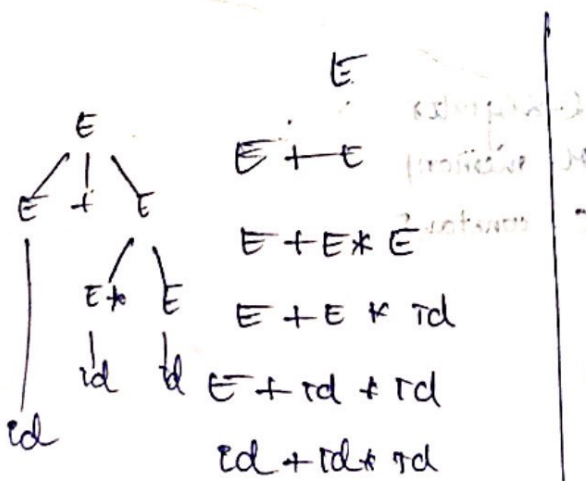 E
E + E
E* E
id id
id
E
E + E
E + E * E
E + E * id
E + id * id
id + id * id